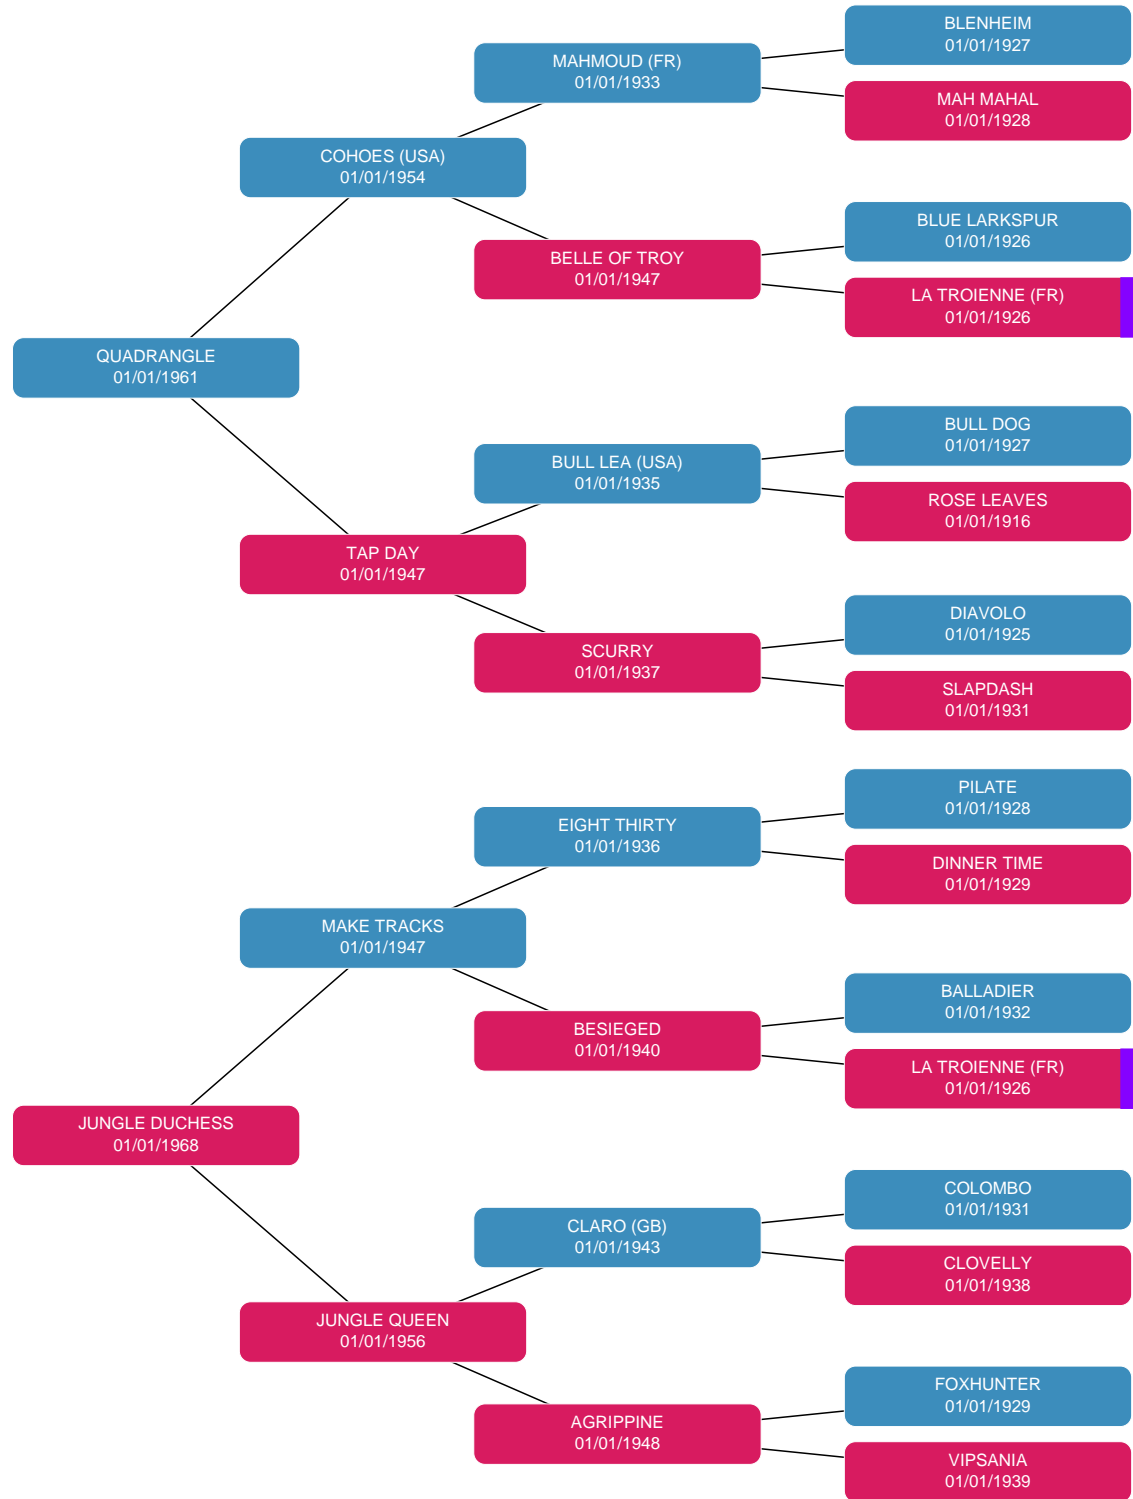 BLENHEIM
01/01/1927
MAHMOUD (FR)
01/01/1933
MAH MAHAL
01/01/1928
COHOES (USA)
01/01/1954
BLUE LARKSPUR
01/01/1926
BELLE OF TROY
01/01/1947
LA TROIENNE (FR)
01/01/1926
QUADRANGLE
01/01/1961
BULL DOG
01/01/1927
BULL LEA (USA)
01/01/1935
ROSE LEAVES
01/01/1916
TAP DAY
01/01/1947
DIAVOLO
01/01/1925
SCURRY
01/01/1937
SLAPDASH
01/01/1931
PILATE
01/01/1928
EIGHT THIRTY
01/01/1936
DINNER TIME
01/01/1929
MAKE TRACKS
01/01/1947
BALLADIER
01/01/1932
BESIEGED
01/01/1940
LA TROIENNE (FR)
01/01/1926
JUNGLE DUCHESS
01/01/1968
COLOMBO
01/01/1931
CLARO (GB)
01/01/1943
CLOVELLY
01/01/1938
JUNGLE QUEEN
01/01/1956
FOXHUNTER
01/01/1929
AGRIPPINE
01/01/1948
VIPSANIA
01/01/1939